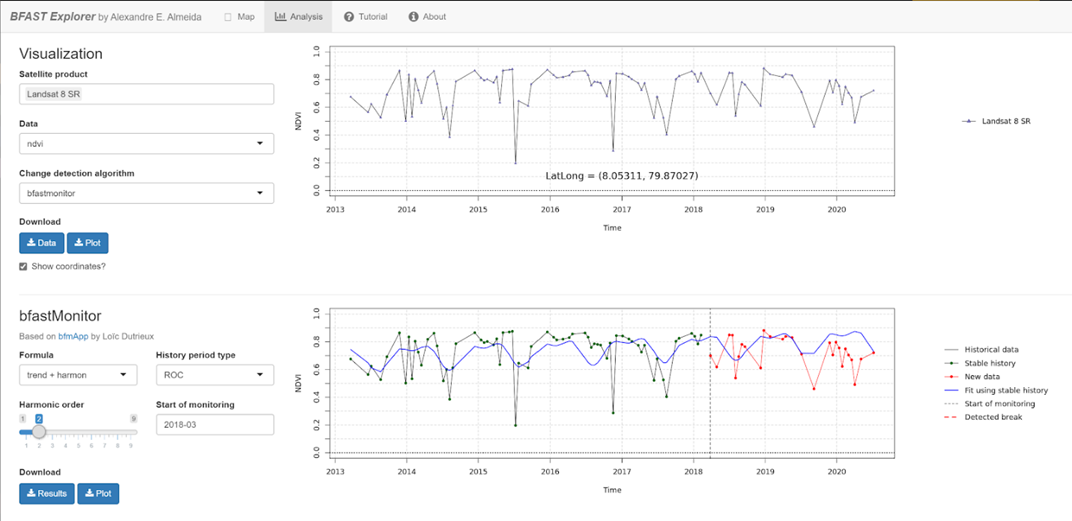 BFAST Explorer by Alexandre E. Almeida Map Analysis Tutorial About
Visualization
Satellite product
Landsat 8 SR
Data
ndvi
Change detection algorithm
bfastmonitor
Download
Data Plot
Show coordinates?
NDVI
1.0
0.8
0.6
0.4
0.2
0.0
LatLong = (8.05311, 79.87027)
2013 2014 2015 2016 2017 2018 2019 2020
Time
Landsat 8 SR
bfastMonitor
Based on bfmApp by Loïc Dutrieux
Formula History period type
trend + harmon ROC
Harmonic order Start of monitoring
1 2 9
2018-03
1 2 3 4 5 6 7 8 9
Download
Results Plot
NDVI
1.0
0.8
0.6
0.4
0.2
0.0
2013 2014 2015 2016 2017 2018 2019 2020
Time
Historical data
Stable history
New data
Fit using stable history
Start of monitoring
Detected break